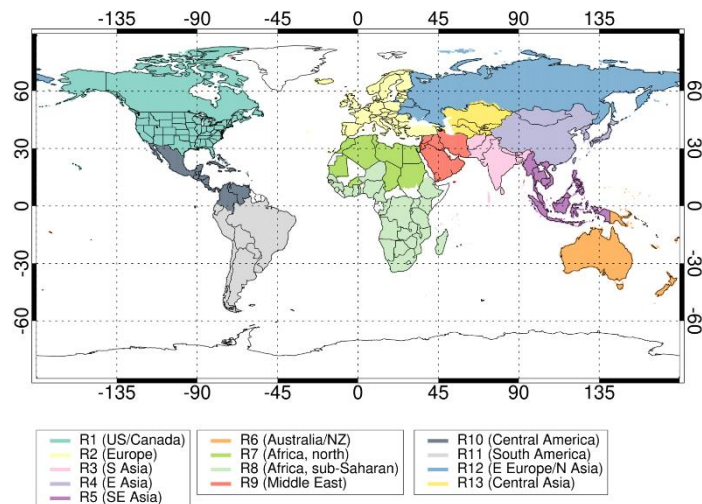 -135 -90 -45 0 45 90 135
60 60
30 30
0 0
-30 -30
-60 -60
-135 -90 -45 0 45 90 135
R1 (US/Canada)
R2 (Europe)
R3 (S Asia)
R4 (E Asia)
R5 (SE Asia)
R6 (Australia/NZ)
R7 (Africa, north)
R8 (Africa, sub-Saharan)
R9 (Middle East)
R10 (Central America)
R11 (South America)
R12 (E Europe/N Asia)
R13 (Central Asia)